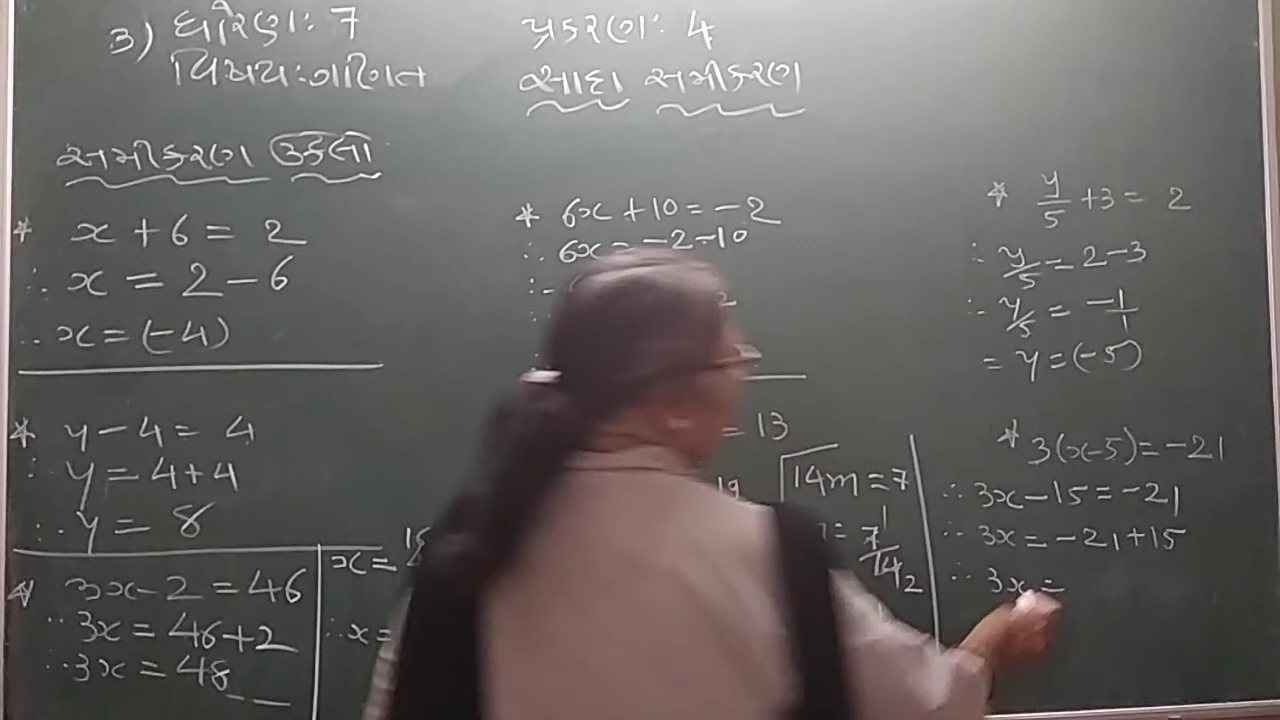 3) ધોરણ: 7
પ્રકરણ: 4
વિષય: ગણિત
સાદા સમીકરણ
સમીકરણ ઉકેલો
* x + 6 = 2
∴ x = 2 - 6
∴ x = (-4)
* y - 4 = 4
∴ y = 4 + 4
∴ y = 8
* 3x - 2 = 46
∴ 3x = 46 + 2
∴ 3x = 48
x =
∴ x =
* 6x + 10 = -2
∴ 6x = -2 - 10
= 13
14m = 7
= 7/14 1 2
* y/5 + 3 = 2
∴ y/5 = 2 - 3
∴ y/5 = -1/1
= y = (-5)
* 3(x-5) = -21
∴ 3x - 15 = -21
∴ 3x = -21 + 15
∴ 3x =